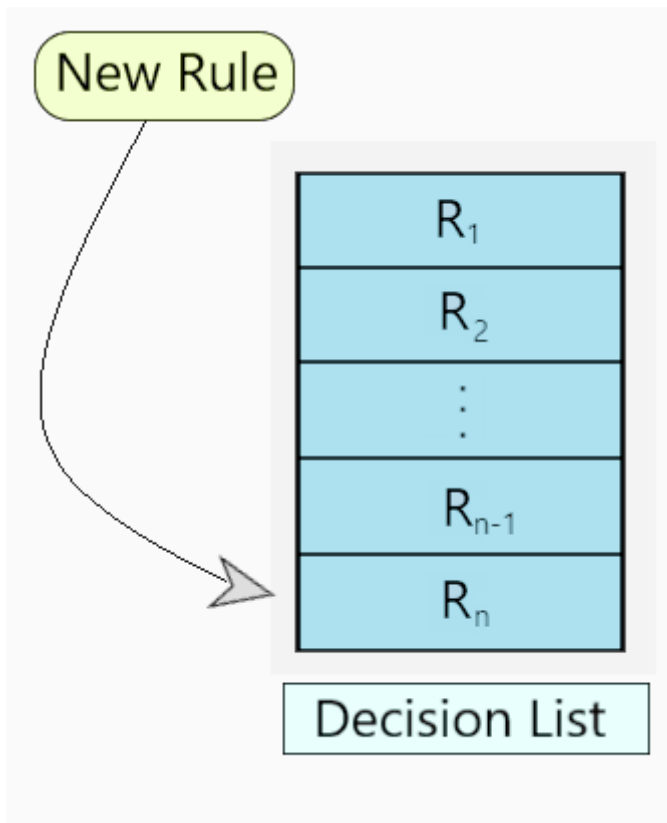 New Rule
R₁
R₂
⋮
Rₙ₋₁
Rₙ
Decision List